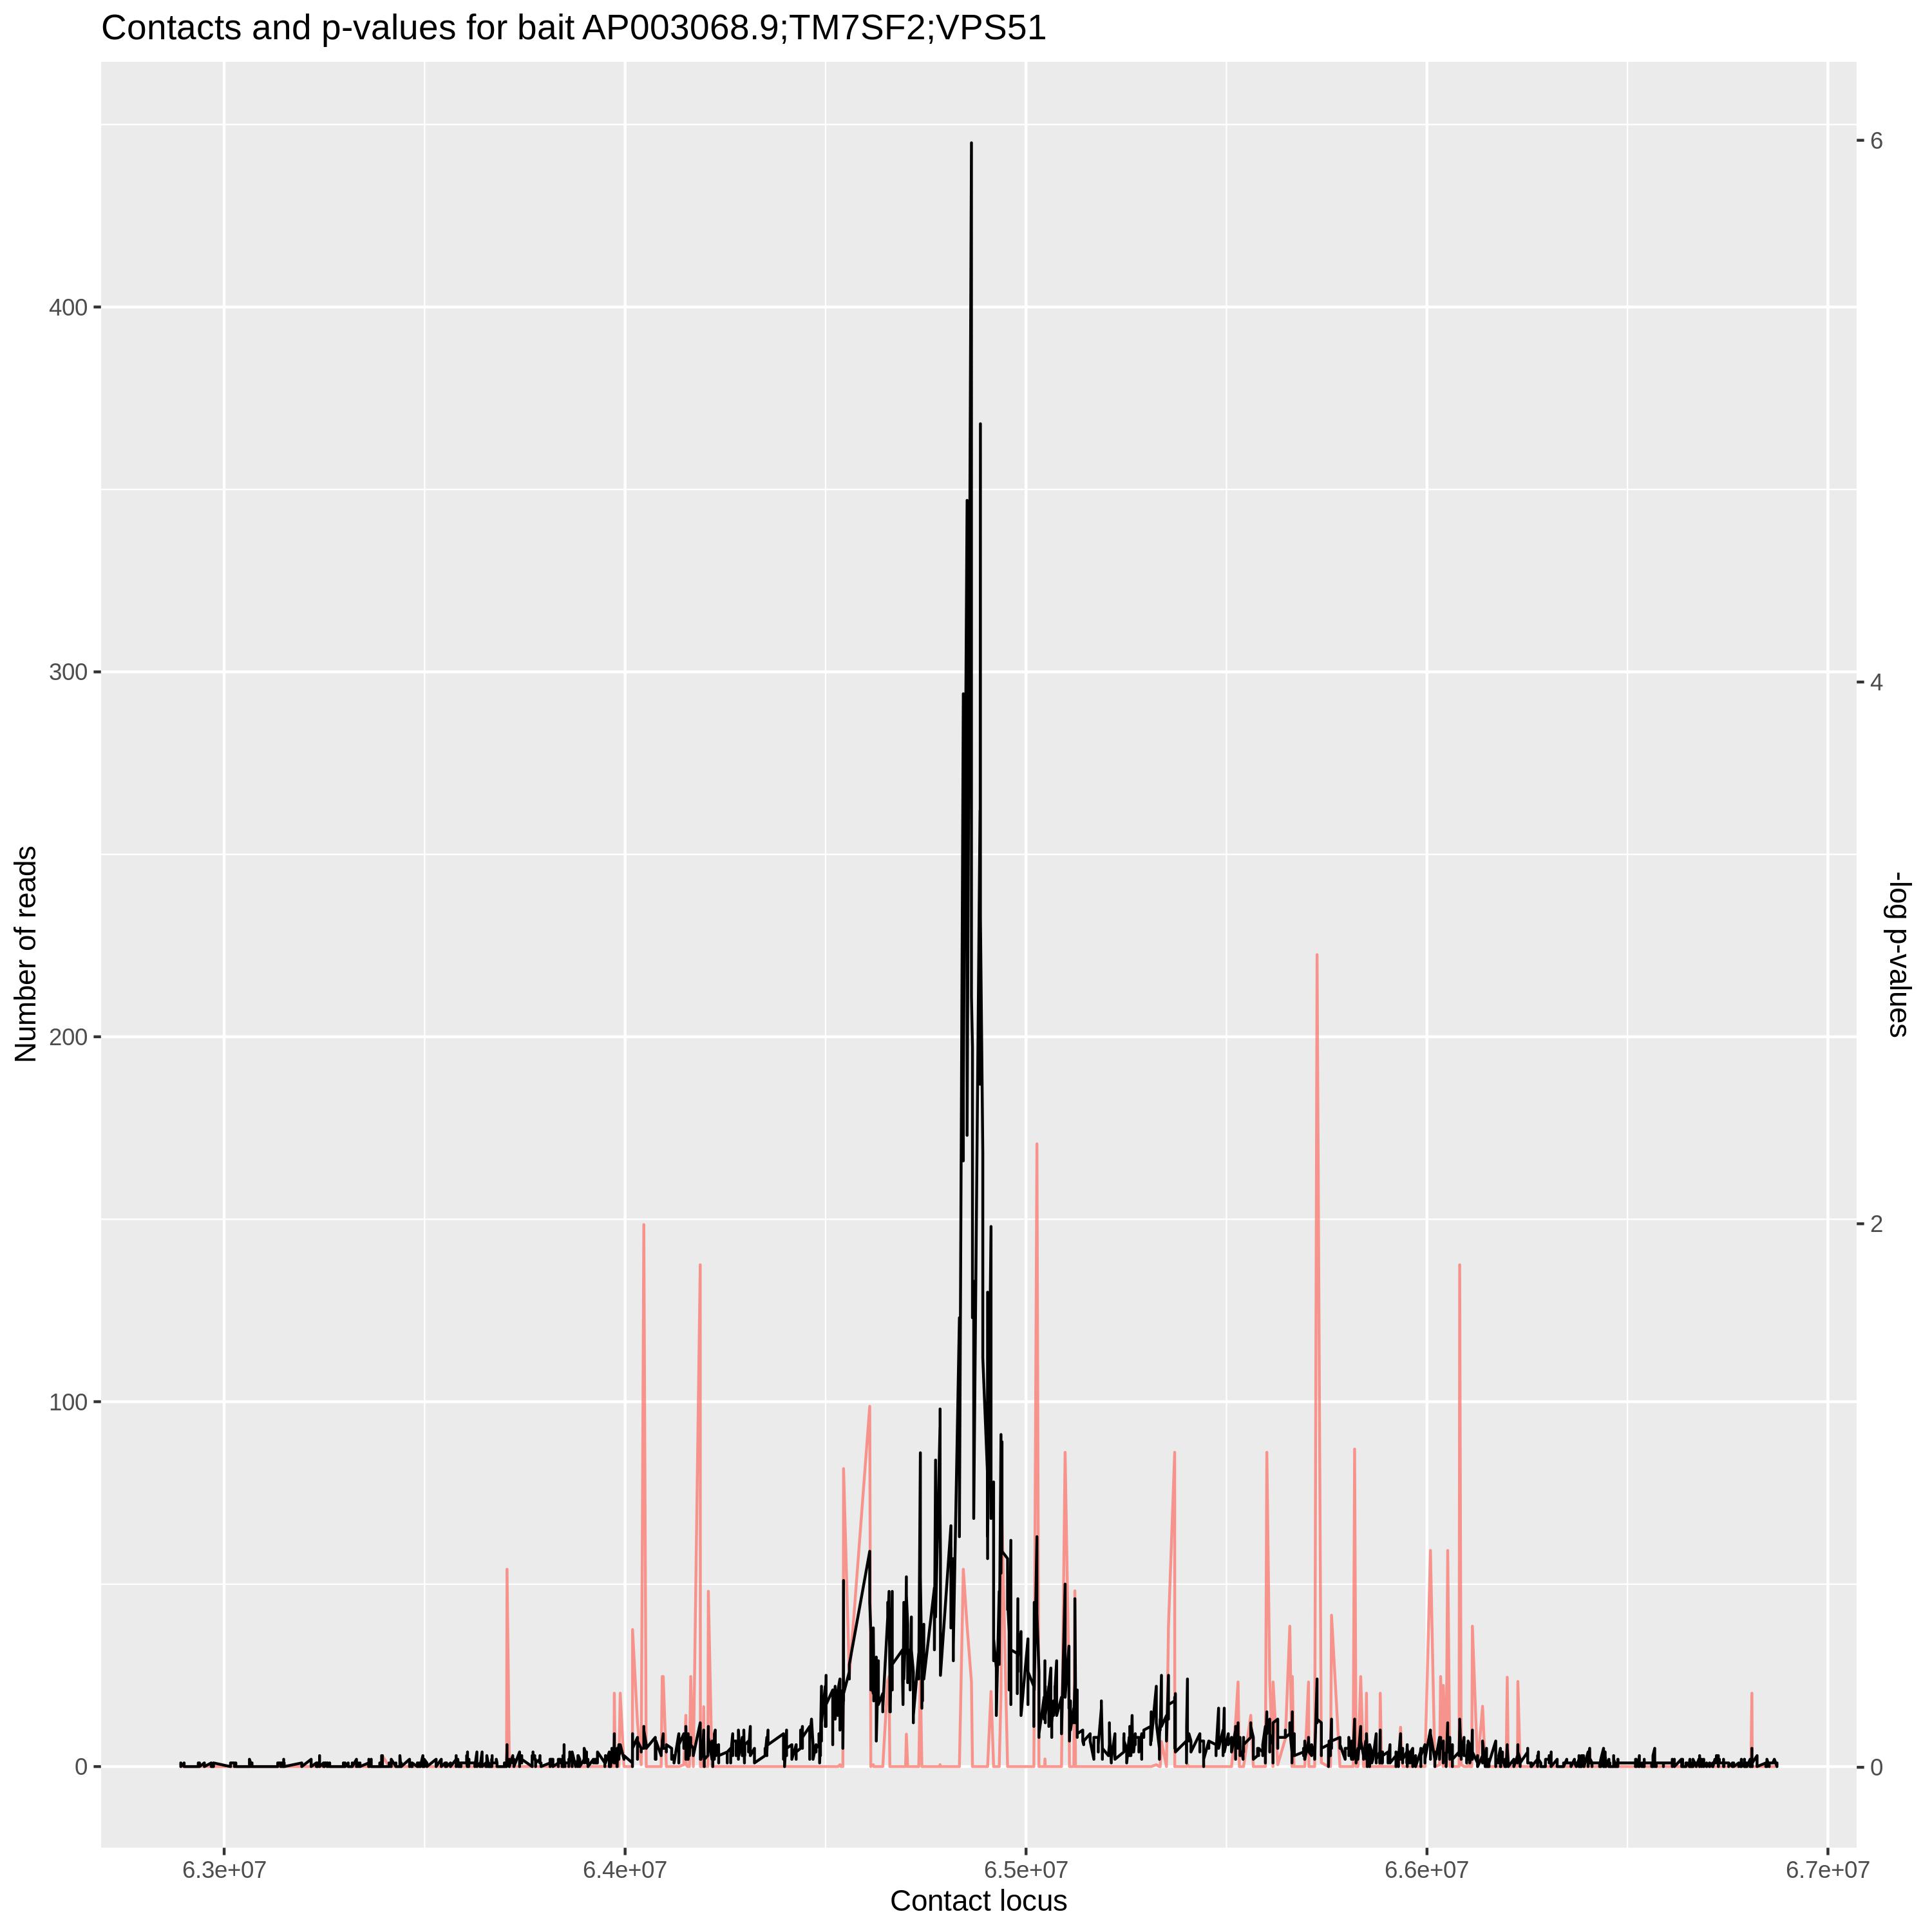 Contacts and p-values for bait AP003068.9;TM7SF2;VPS51
Number of reads
400
300
200
100
0
6
4
2
0
-log p-values
6.3e+07
6.4e+07
6.5e+07
6.6e+07
6.7e+07
Contact locus